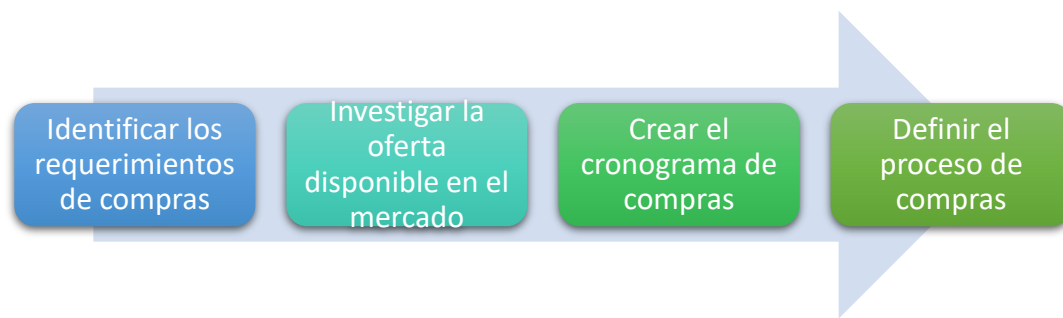 Identificar los
requerimientos
de compras
Investigar la
oferta
disponible en el
mercado
Crear el
cronograma de
compras
Definir el
proceso de
compras